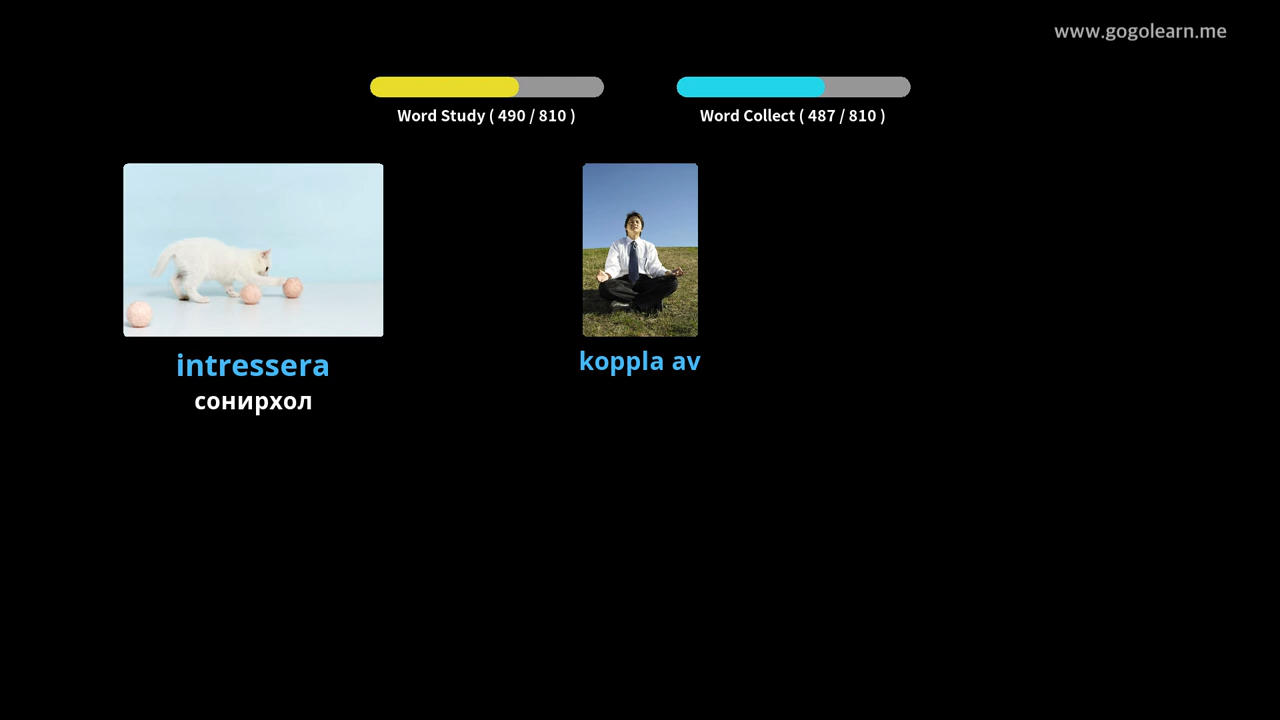 www.gogolearn.me
Word Study ( 490 / 810 )
Word Collect ( 487 / 810 )
intressera
сонирхол
koppla av